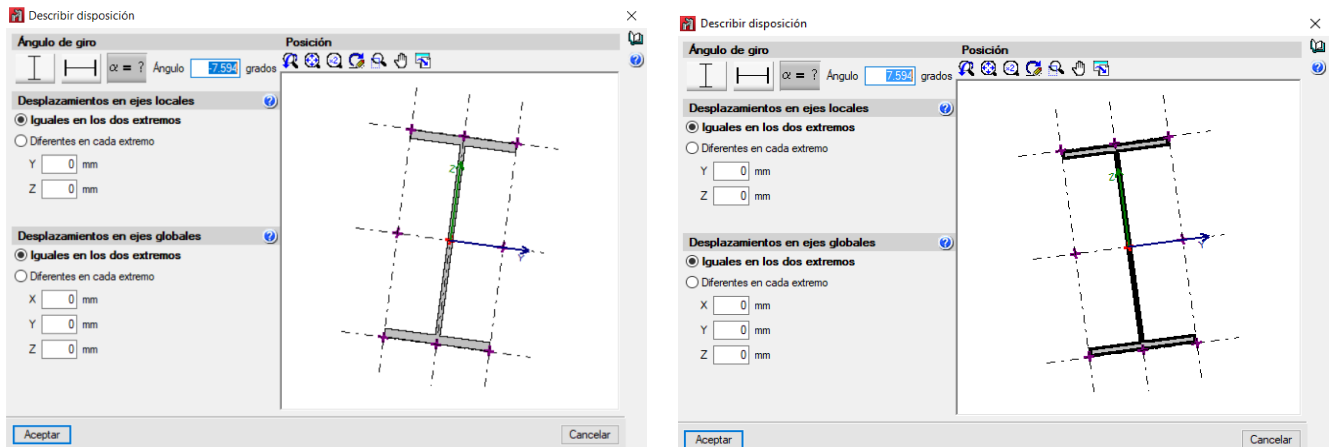 Describir disposición
Ángulo de giro
Posición
α = ?
Ángulo
-7.594
grados
Desplazamientos en ejes locales
Iguales en los dos extremos
Diferentes en cada extremo
Y 0 mm
Z 0 mm
Z
Y
Desplazamientos en ejes globales
Iguales en los dos extremos
Diferentes en cada extremo
X 0 mm
Y 0 mm
Z 0 mm
Aceptar
Cancelar
Describir disposición
Ángulo de giro
Posición
α = ?
Ángulo
7.594
grados
Desplazamientos en ejes locales
Iguales en los dos extremos
Diferentes en cada extremo
Y 0 mm
Z 0 mm
Z
Y
Desplazamientos en ejes globales
Iguales en los dos extremos
Diferentes en cada extremo
X 0 mm
Y 0 mm
Z 0 mm
Aceptar
Cancelar